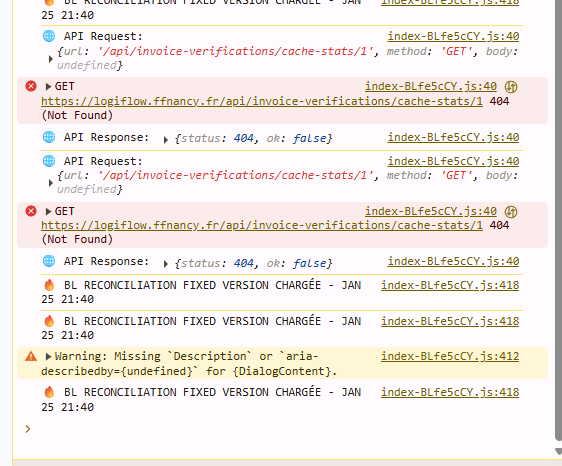 BL RECONCILIATION FIXED VERSION CHARGÉE - JAN index-BLfe5cCY.js:418
25 21:40
API Request: index-BLfe5cCY.js:40
{url: '/api/invoice-verifications/cache-stats/1', method: 'GET', body:
undefined}
GET index-BLfe5cCY.js:40
https://logiflow.ffnancy.fr/api/invoice-verifications/cache-stats/1 404
(Not Found)
API Response: {status: 404, ok: false} index-BLfe5cCY.js:40
API Request: index-BLfe5cCY.js:40
{url: '/api/invoice-verifications/cache-stats/1', method: 'GET', body:
undefined}
GET index-BLfe5cCY.js:40
https://logiflow.ffnancy.fr/api/invoice-verifications/cache-stats/1 404
(Not Found)
API Response: {status: 404, ok: false} index-BLfe5cCY.js:40
BL RECONCILIATION FIXED VERSION CHARGÉE - JAN index-BLfe5cCY.js:418
25 21:40
BL RECONCILIATION FIXED VERSION CHARGÉE - JAN index-BLfe5cCY.js:418
25 21:40
Warning: Missing `Description` or `aria- index-BLfe5cCY.js:412
describedby={undefined}` for {DialogContent}.
BL RECONCILIATION FIXED VERSION CHARGÉE - JAN index-BLfe5cCY.js:418
25 21:40